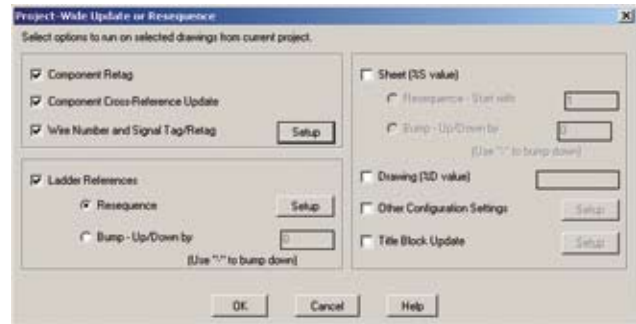 Project-Wide Update or Resequence
Select options to run on selected drawings from current project.
Component Retag
Component Cross-Reference Update
Wire Number and Signal Tag/Retag
Setup
Ladder References
Resequence
Setup
Bump - Up/Down by
0
(Use "-" to bump down)
Sheet (%S value)
Resequence - Start with
1
Bump - Up/Down by
0
(Use "-" to bump down)
Drawing (%D value)
Other Configuration Settings
Setup
Title Block Update
Setup
OK
Cancel
Help